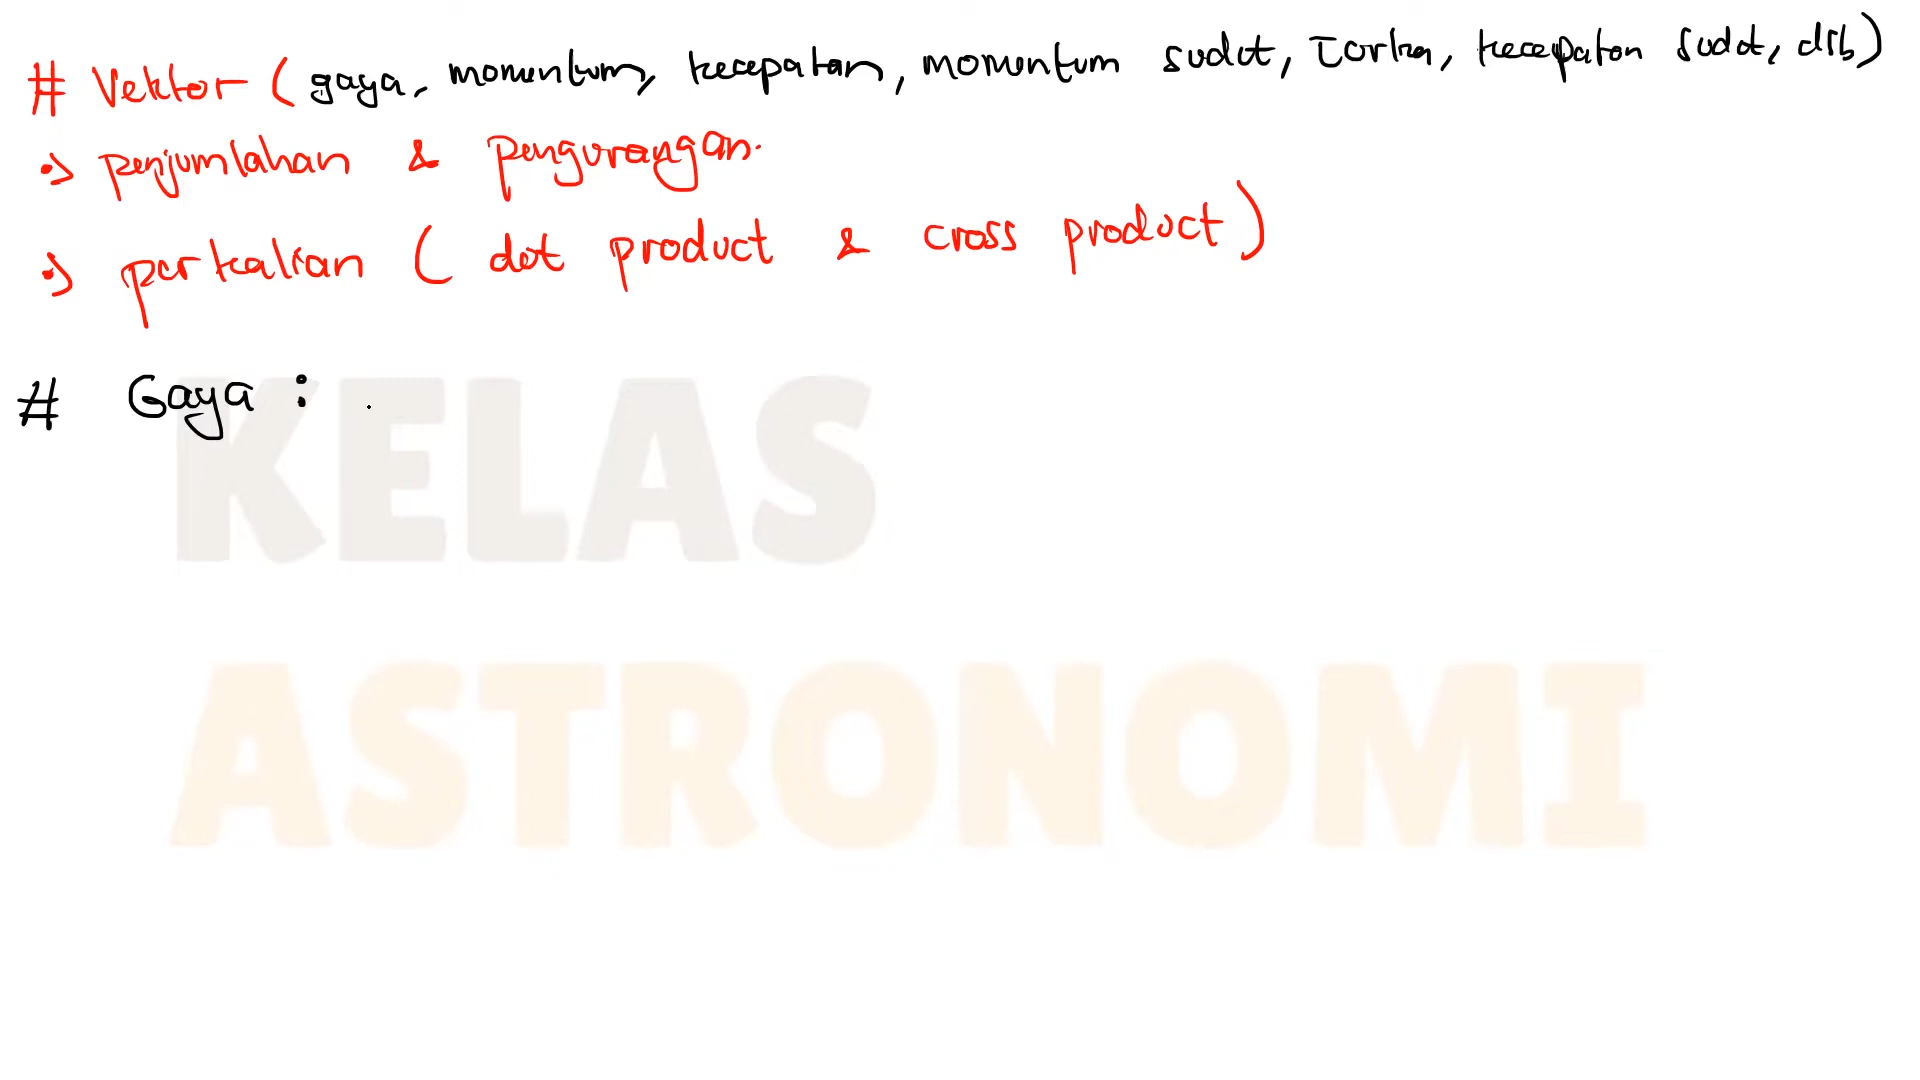 # Vektor (gaya, momentum, kecepatan, momentum sudut, Torka, kecepatan sudut, dsb)
→ penjumlahan & pengurangan.
→ perkalian (dot product & cross product)
# Gaya :
KELAS
ASTRONOMI